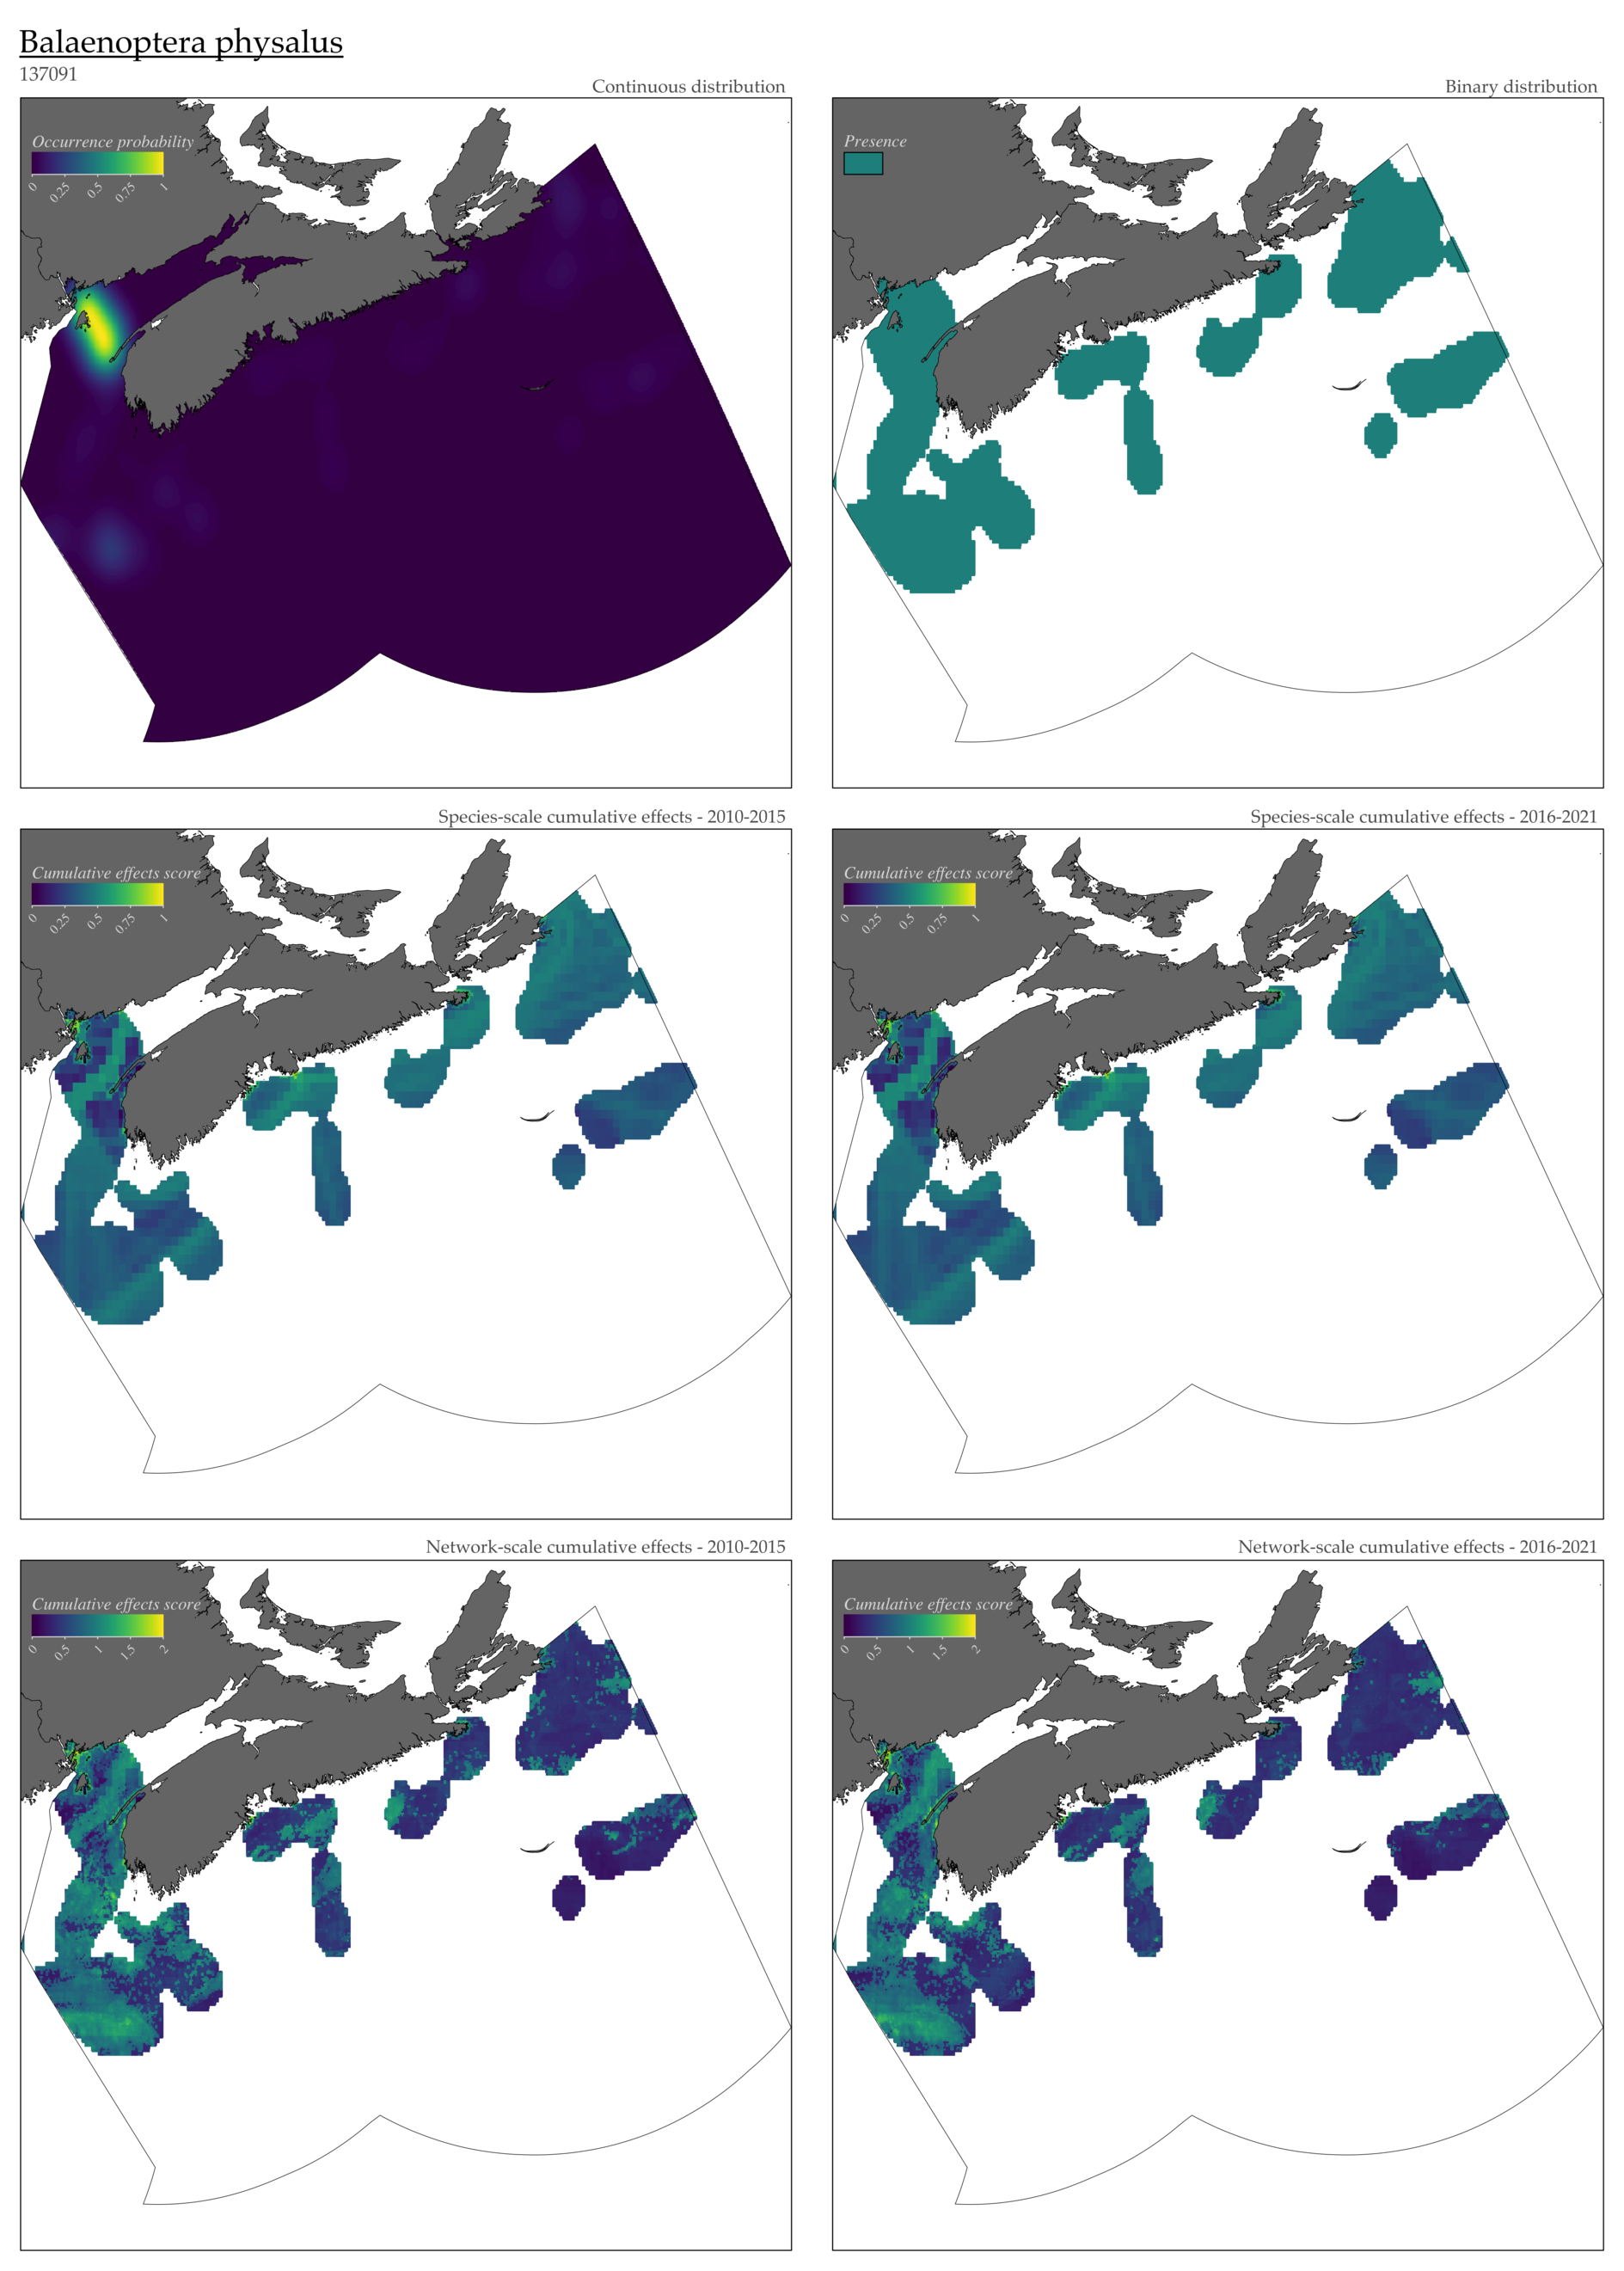 Balaenoptera physalus
137091
Continuous distribution
Occurrence probability
0 0.25 0.5 0.75 1
Binary distribution
Presence
Species-scale cumulative effects - 2010-2015
Cumulative effects score
0 0.25 0.5 0.75 1
Species-scale cumulative effects - 2016-2021
Cumulative effects score
0 0.25 0.5 0.75 1
Network-scale cumulative effects - 2010-2015
Cumulative effects score
0 0.5 1 1.5 2
Network-scale cumulative effects - 2016-2021
Cumulative effects score
0 0.5 1 1.5 2